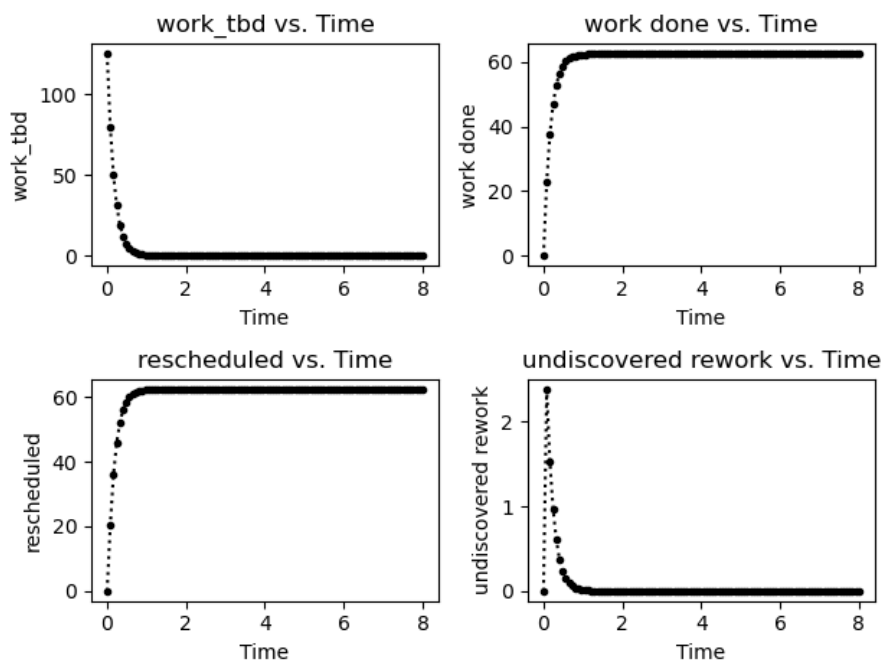 work_tbd vs. Time
work_tbd
100
50
0
0 2 4 6 8
Time
work done vs. Time
work done
60
40
20
0
0 2 4 6 8
Time
rescheduled vs. Time
rescheduled
60
40
20
0
0 2 4 6 8
Time
undiscovered rework vs. Time
undiscovered rework
2
1
0
0 2 4 6 8
Time